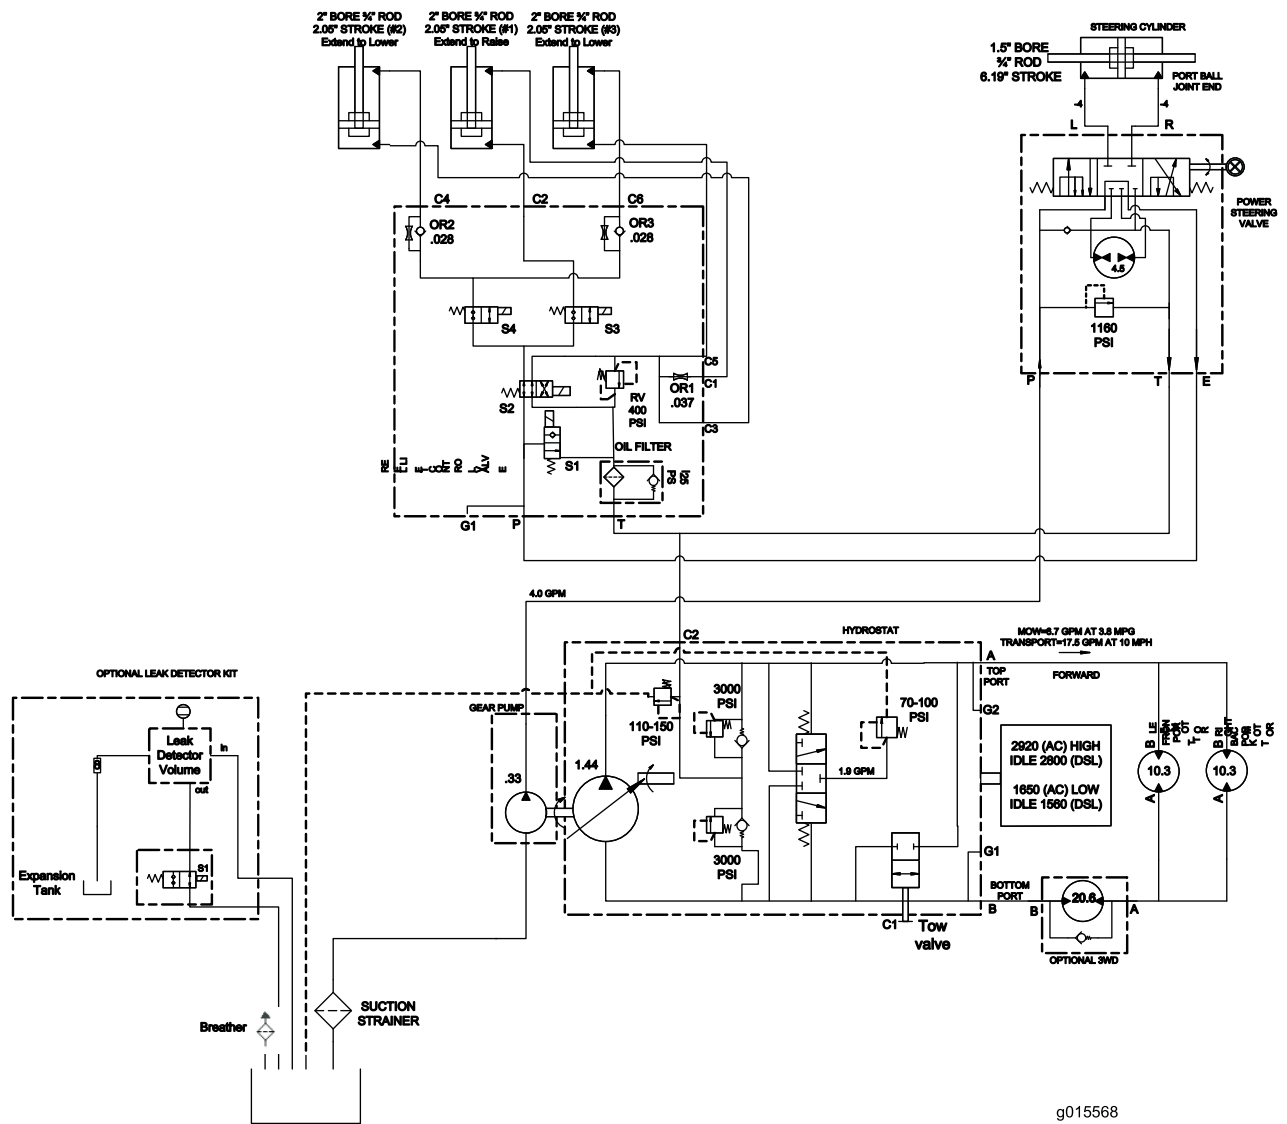 2" BORE ¾" ROD
2.05" STROKE (#2)
Extend to Lower
2" BORE ¾" ROD
2.05" STROKE (#1)
Extend to Raise
2" BORE ¾" ROD
2.05" STROKE (#3)
Extend to Lower
STEERING CYLINDER
1.5" BORE
¾" ROD
6.19" STROKE
PORT BALL
JOINT END
-4
-4
L
R
POWER
STEERING
VALVE
4.5
1160
PSI
P
T
E
C4
C2
C6
OR2
.028
OR3
.028
S4
S3
S2
RV
400
PSI
C5
C1
OR1
.037
C3
S1
OIL FILTER
G1
P
T
4.0 GPM
C2
HYDROSTAT
MOW=6.7 GPM AT 3.8 MPG
TRANSPORT=17.5 GPM AT 10 MPH
A
TOP
PORT
FORWARD
G2
OPTIONAL LEAK DETECTOR KIT
Leak
Detector
Volume
in
out
S1
Expansion
Tank
GEAR PUMP
.33
1.44
110-150
PSI
3000
PSI
3000
PSI
70-100
PSI
1.9 GPM
2920 (AC) HIGH
IDLE 2800 (DSL)
1650 (AC) LOW
IDLE 1560 (DSL)
B
10.3
A
B
10.3
A
G1
BOTTOM
PORT
B
C1
Tow
valve
B
20.6
A
OPTIONAL 3WD
SUCTION
STRAINER
Breather
g015568